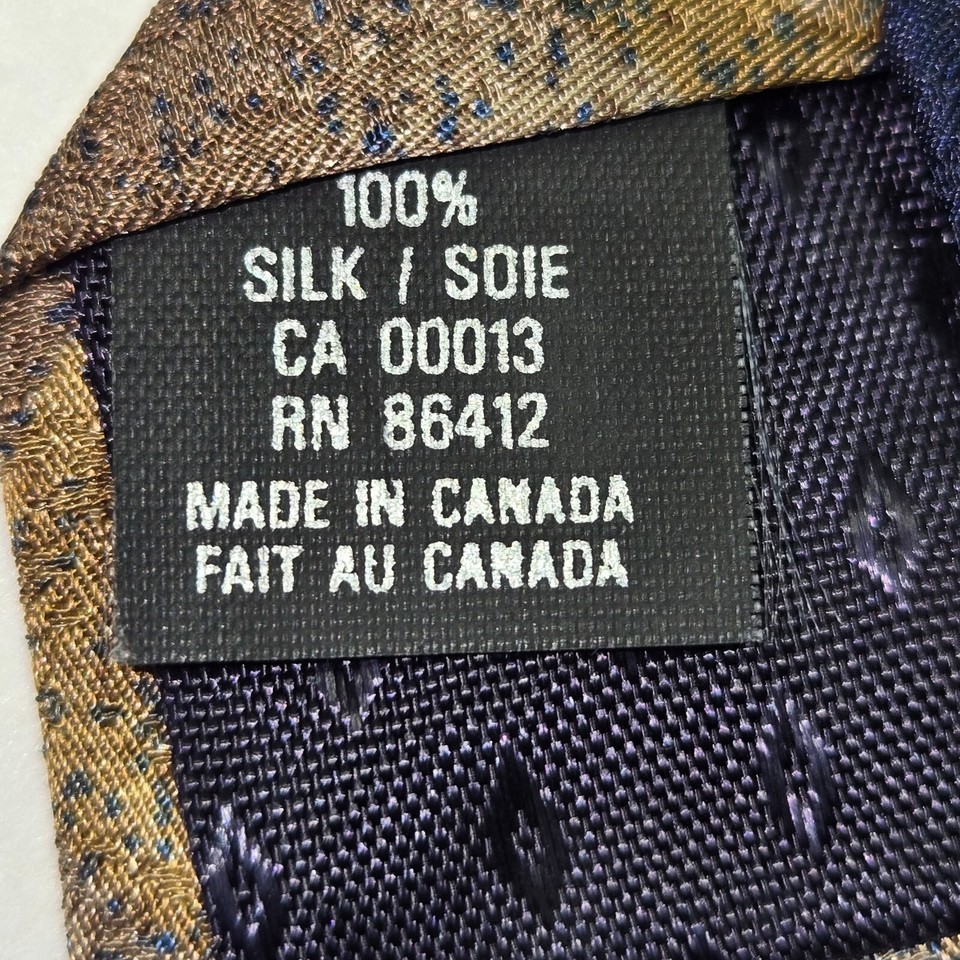 100%
SILK / SOIE
CA 00013
RN 86412
MADE IN CANADA
FAIT AU CANADA